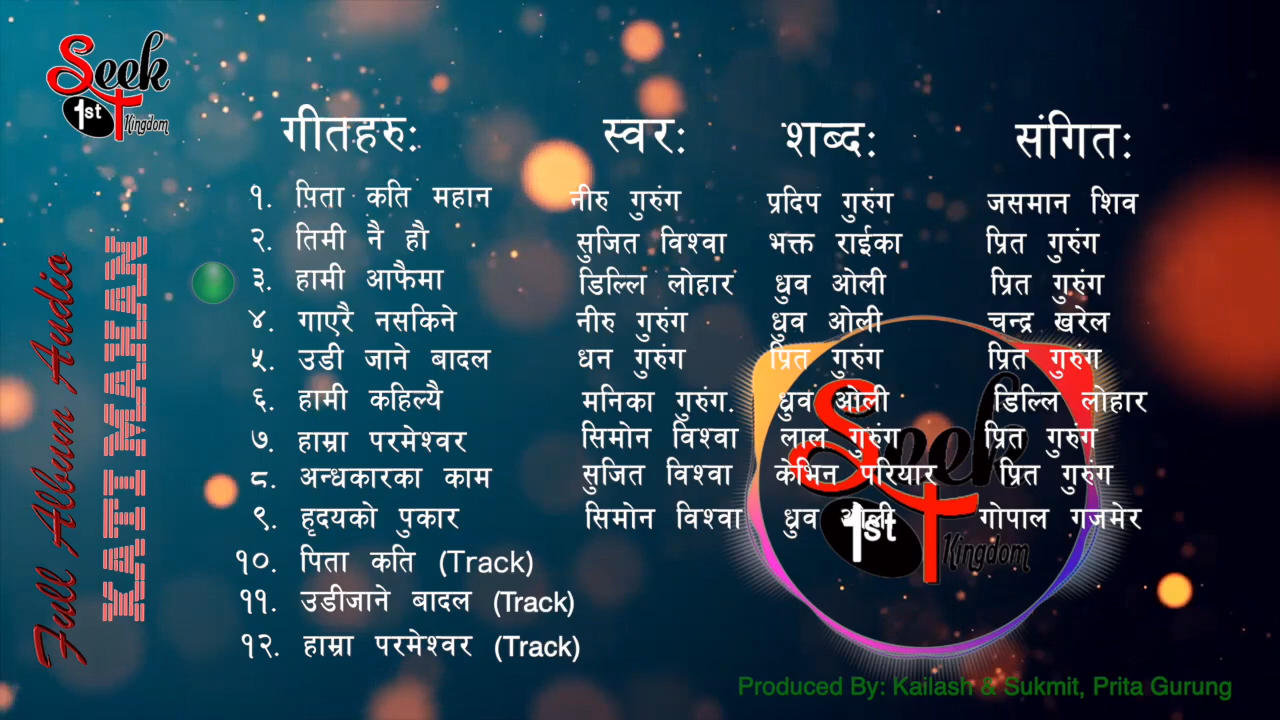 Seek
1st Kingdom
Full Album Audio
KATI MAHAN
गीतहरुः स्वरः शब्दः संगितः
१. पिता कति महान नीरु गुरुंग प्रदिप गुरुंग जसमान शिव
२. तिमी नै हौ सुजित विश्वा भक्त राईका प्रित गुरुंग
३. हामी आफैमा डिल्लि लोहार ध्रुव ओली प्रित गुरुंग
४. गाएरै नसकिने नीरु गुरुंग ध्रुव ओली चन्द्र खरेल
५. उडी जाने बादल धन गुरुंग प्रित गुरुंग प्रित गुरुंग
६. हामी कहिल्यै मनिका गुरुंग. ध्रुव ओली डिल्लि लोहार
७. हाम्रा परमेश्वर सिमोन विश्वा लाल गुरुंग प्रित गुरुंग
८. अन्धकारका काम सुजित विश्वा केभिन परियार प्रित गुरुंग
९. हृदयको पुकार सिमोन विश्वा ध्रुव ओली गोपाल गजमेर
१०. पिता कति (Track)
११. उडीजाने बादल (Track)
१२. हाम्रा परमेश्वर (Track)
Seek
1st Kingdom
Produced By: Kailash & Sukmit, Prita Gurung